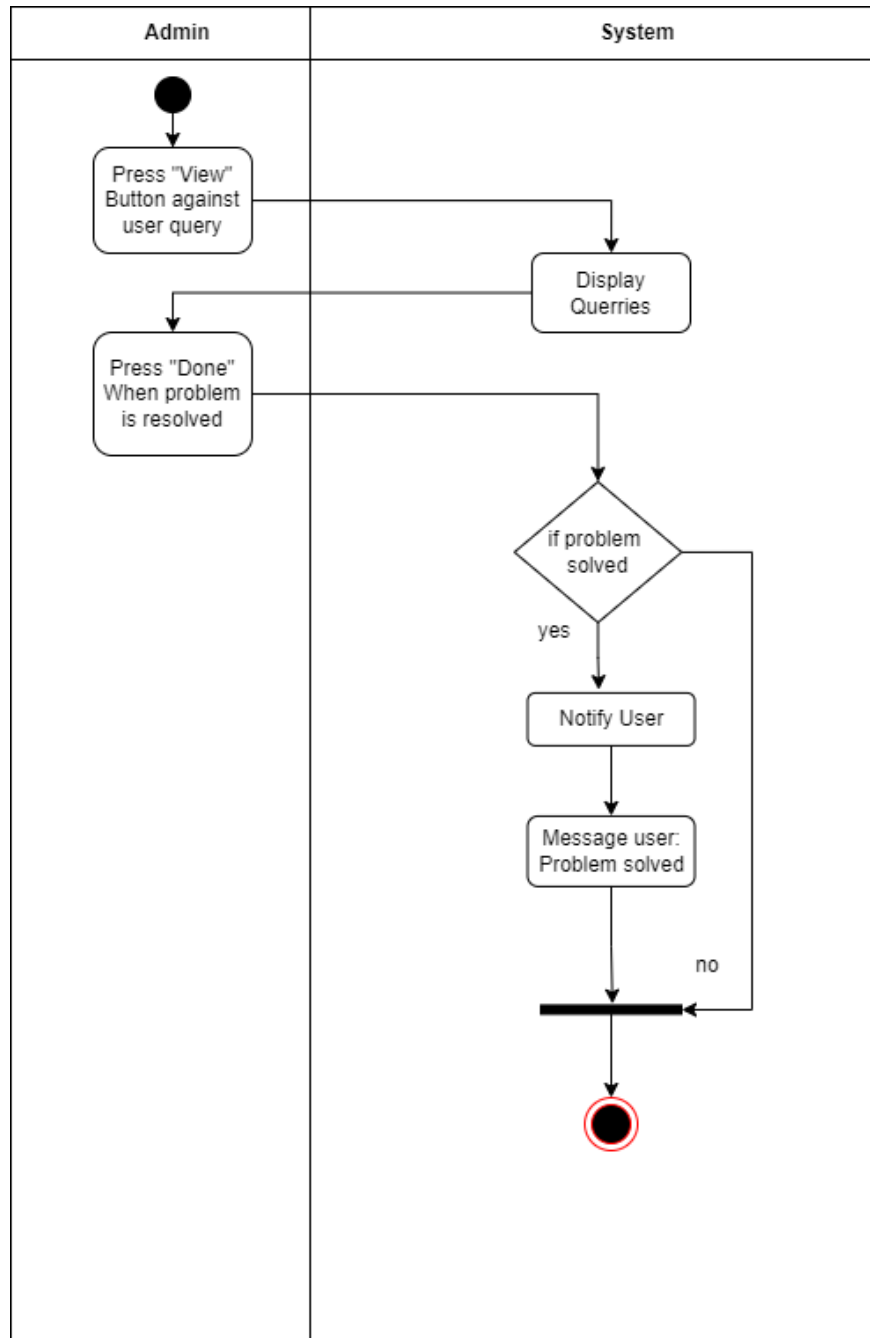 Admin
System
Press "View"
Button against
user query
Display
Querries
Press "Done"
When problem
is resolved
if problem
solved
yes
Notify User
Message user:
Problem solved
no